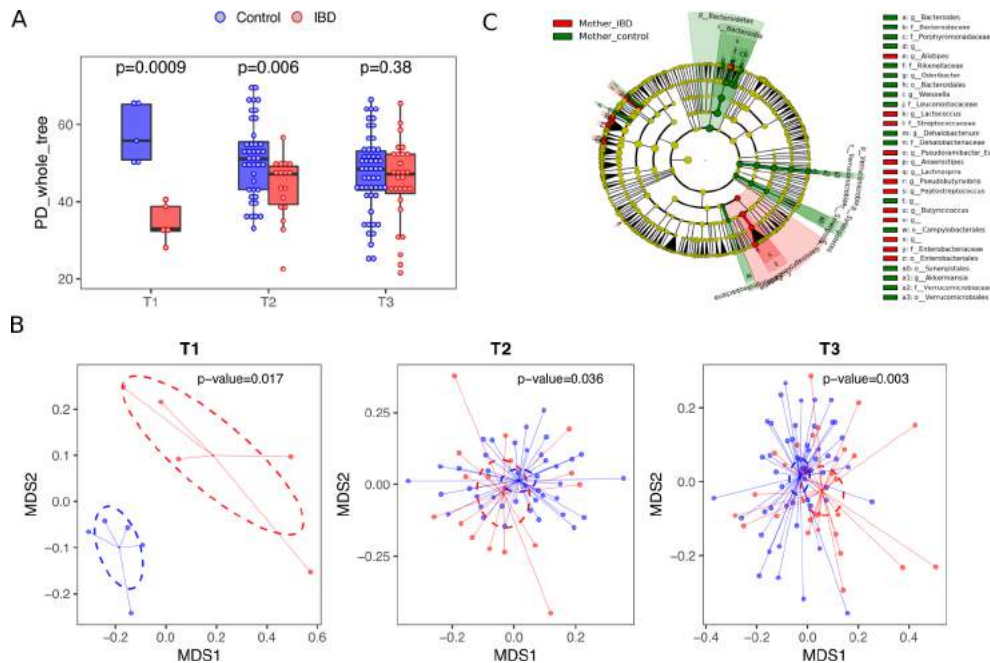 A
Control IBD
p=0.0009 p=0.006 p=0.38
PD_whole_tree
60
40
20
T1 T2 T3
C
Mother_IBD
Mother_control
p__Bacteroidetes
c__Bacteroidia
a: g__Bacteroides
b: f__Bacteroidaceae
c: f__Porphyromonadaceae
d: g__
e: g__Alistipes
f: f__Rikenellaceae
g: g__Odoribacter
h: o__Bacteroidales
i: g__Weissella
j: f__Leuconostocaceae
k: g__Lactococcus
l: f__Streptococcaceae
m: g__Dehalobacterium
n: f__Dehalobacteriaceae
o: g__Pseudoramibacter_Eu
p: g__Anaerostipes
q: g__Lachnospira
r: g__Pseudobutyrivibrio
s: g__Peptostreptococcus
t: g__
u: g__Butyricicoccus
v: g__
w: o__Campylobacterales
x: g__
y: f__Enterobacteriaceae
z: o__Enterobacteriales
a0: o__Synergistales
a1: g__Akkermansia
a2: f__Verrucomicrobiaceae
a3: o__Verrucomicrobiales
B
T1
p-value=0.017
MDS2
0.2
0.1
0.0
−0.1
−0.2
−0.2 0.0 0.2 0.4 0.6
MDS1
T2
p-value=0.036
MDS2
0.25
0.00
−0.25
−0.2 0.0 0.2
MDS1
T3
p-value=0.003
MDS2
0.2
0.0
−0.2
−0.4 −0.2 0.0 0.2 0.4
MDS1